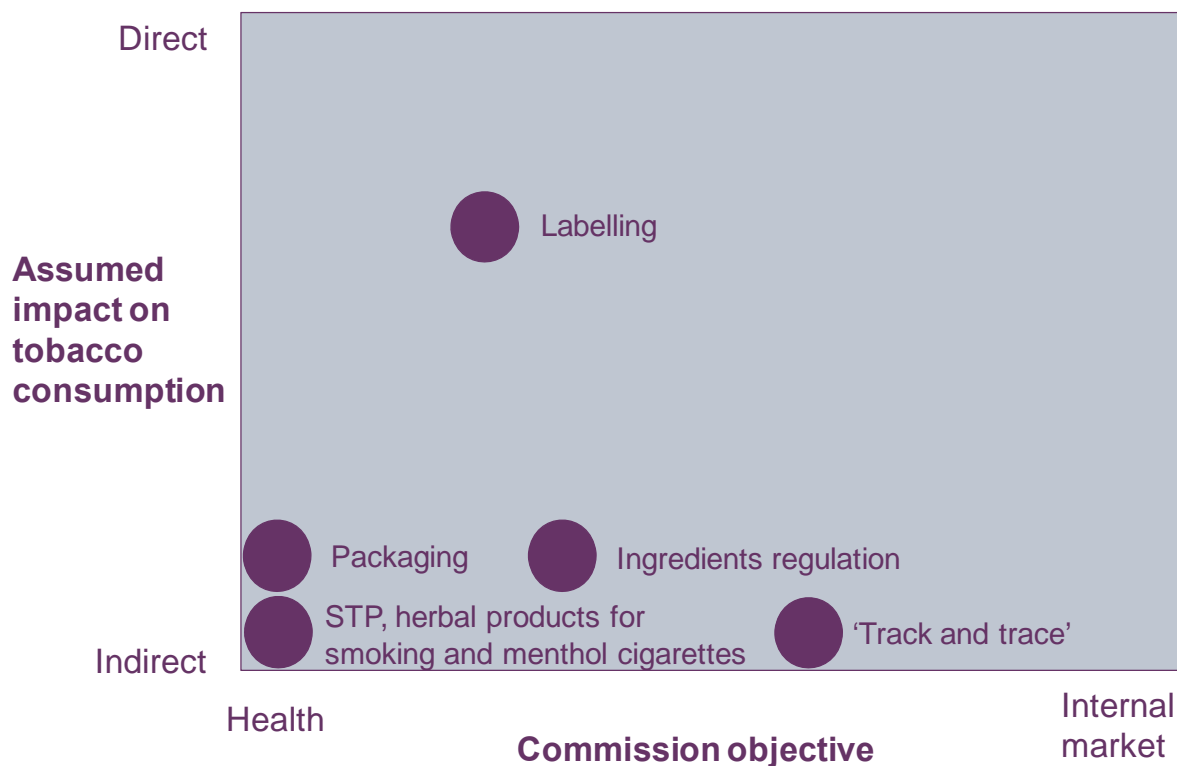 Direct
Labelling
Assumed
impact on
tobacco
consumption
Packaging
Ingredients regulation
STP, herbal products for
smoking and menthol cigarettes
‘Track and trace’
Indirect
Health
Internal
market
Commission objective